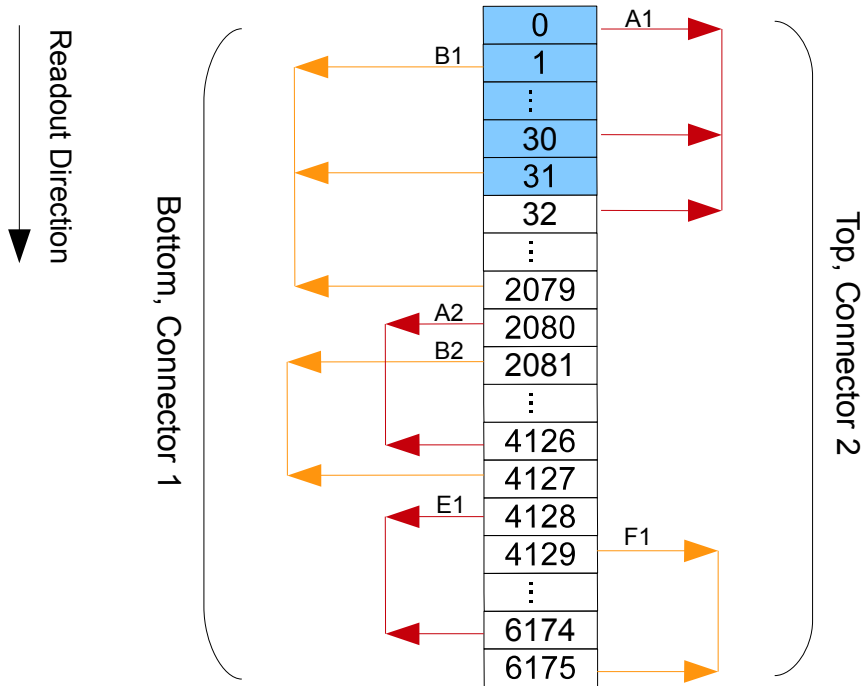 Readout Direction
Bottom, Connector 1
Top, Connector 2
0
A1
B1
1
⋮
30
31
32
⋮
2079
A2
2080
B2
2081
⋮
4126
4127
E1
4128
4129
F1
⋮
6174
6175